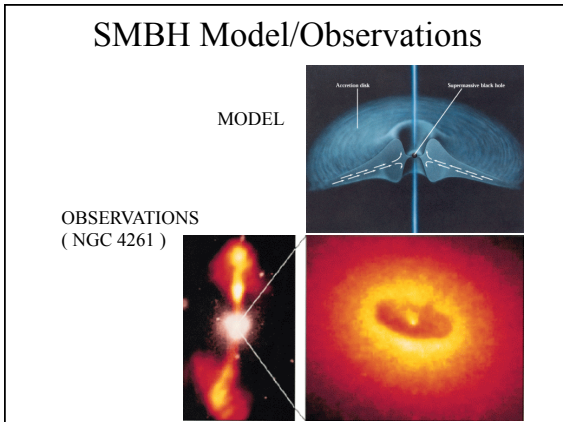 SMBH Model/Observations
Accretion disk
Supermassive black hole
MODEL
OBSERVATIONS
( NGC 4261 )